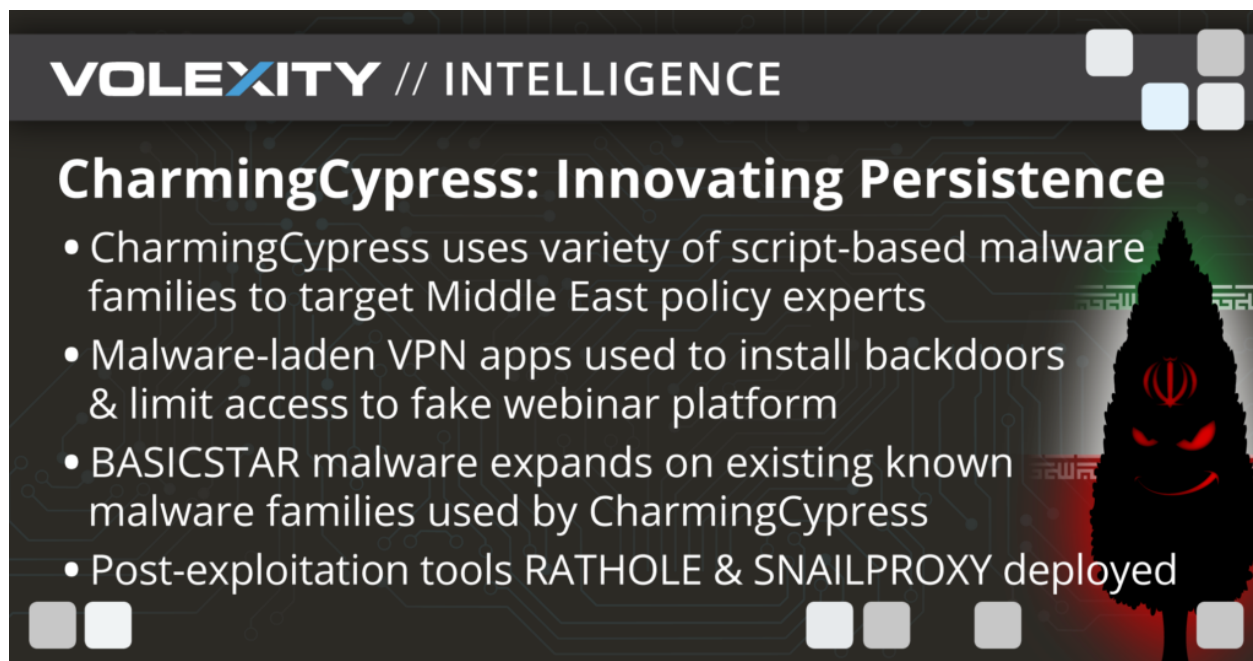 VOLEXITY // INTELLIGENCE
CharmingCypress: Innovating Persistence
• CharmingCypress uses variety of script-based malware
families to target Middle East policy experts
• Malware-laden VPN apps used to install backdoors
& limit access to fake webinar platform
• BASICSTAR malware expands on existing known
malware families used by CharmingCypress
• Post-exploitation tools RATHOLE & SNAILPROXY deployed